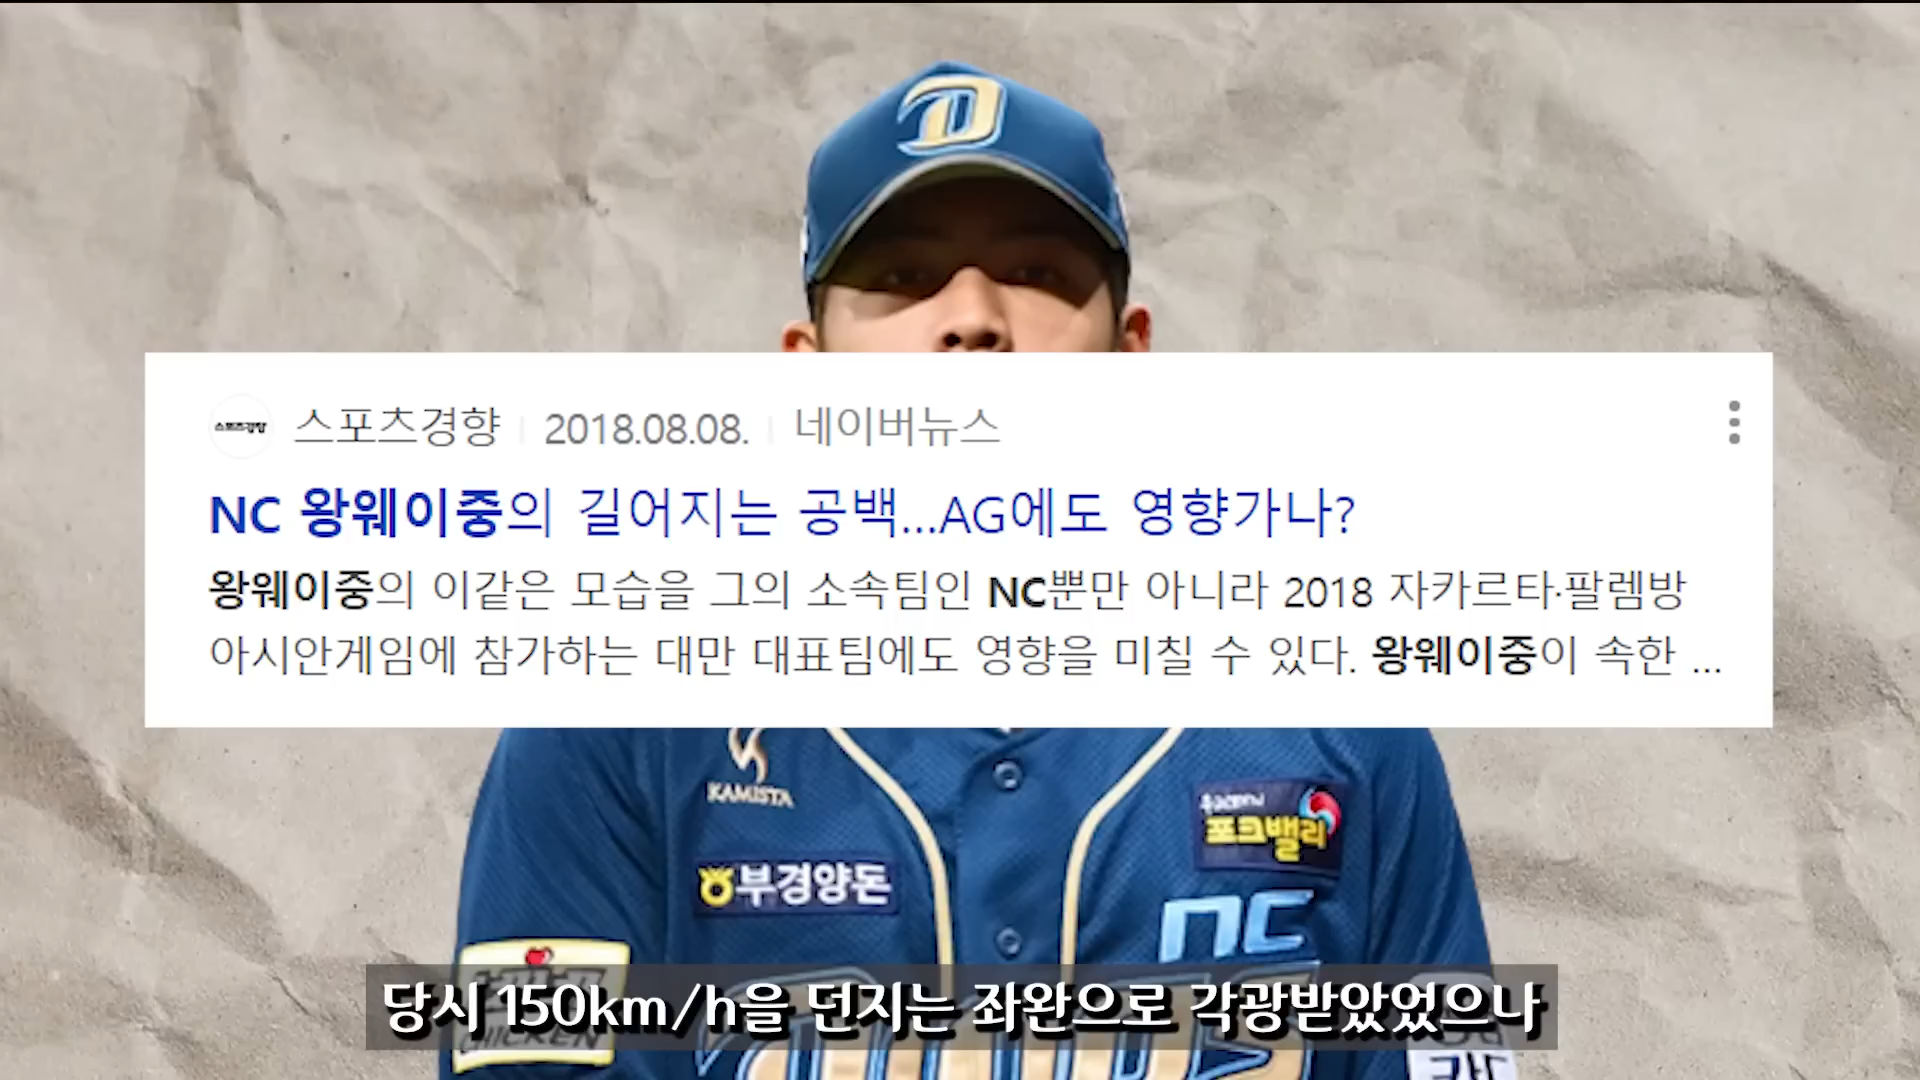 D
스포츠경향 스포츠경향 2018.08.08. 네이버뉴스
NC 왕웨이중의 길어지는 공백...AG에도 영향가나?
왕웨이중의 이같은 모습을 그의 소속팀인 NC뿐만 아니라 2018 자카르타·팔렘방
아시안게임에 참가하는 대만 대표팀에도 영향을 미칠 수 있다. 왕웨이중이 속한 ...
KAMISTA
포크밸리
부경양돈
NC
당시 150km/h을 던지는 좌완으로 각광받았었으나
CHICKEN